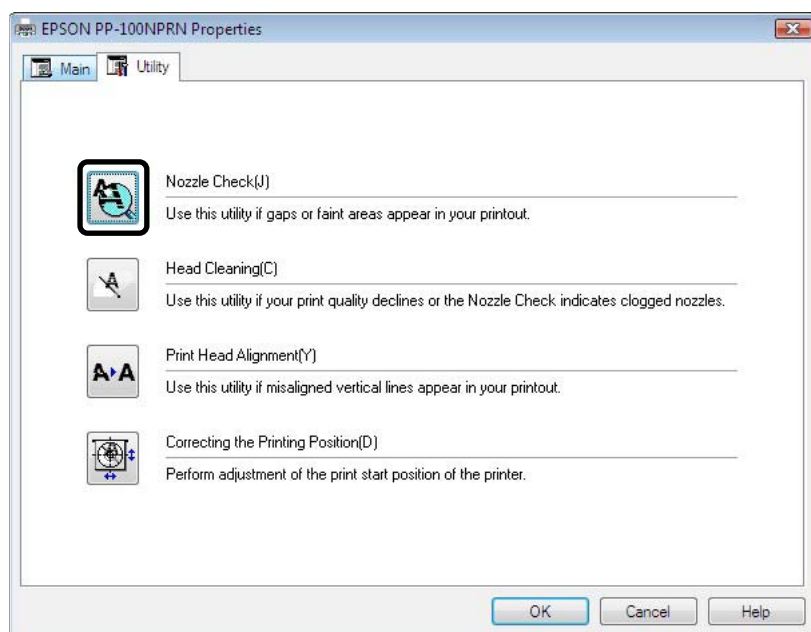 EPSON PP-100NPRN Properties
Main Utility
Nozzle Check(J)
Use this utility if gaps or faint areas appear in your printout.
Head Cleaning(C)
Use this utility if your print quality declines or the Nozzle Check indicates clogged nozzles.
Print Head Alignment(Y)
Use this utility if misaligned vertical lines appear in your printout.
Correcting the Printing Position(D)
Perform adjustment of the print start position of the printer.
OK Cancel Help